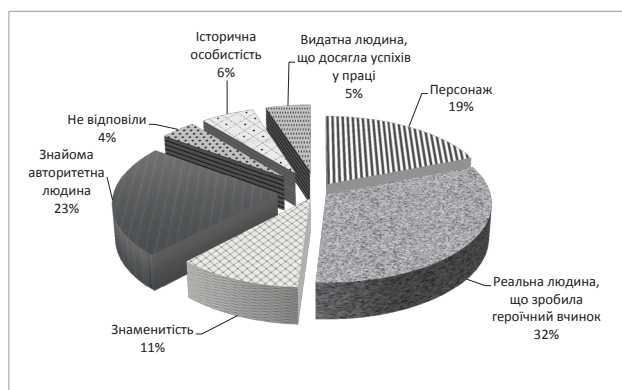 Історична
особистість
6%
Видатна людина,
що досягла успіхів
у праці
5%
Персонаж
19%
Не відповіли
4%
Знайома
авторитетна
людина
23%
Реальна людина,
що зробила
героїчний вчинок
32%
Знаменитість
11%